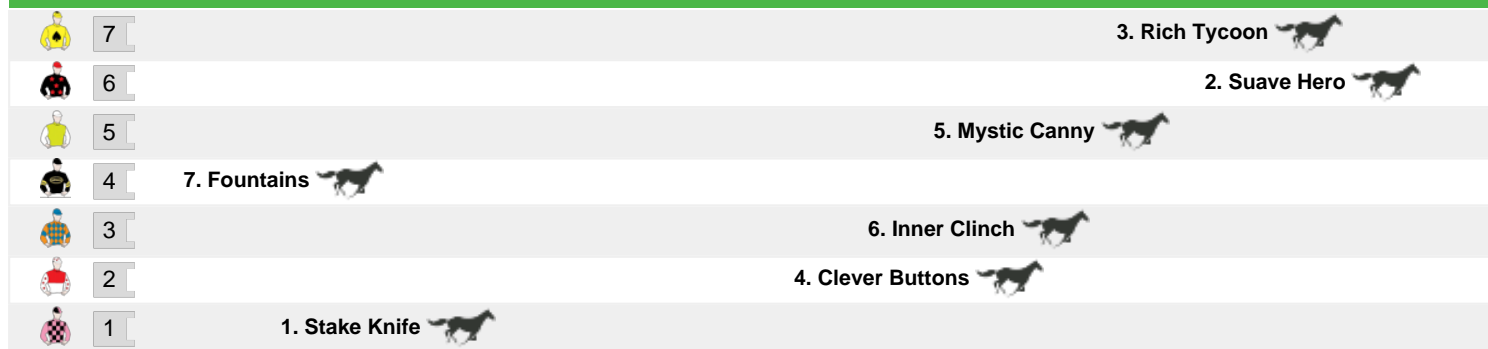 7 3. Rich Tycoon
6 2. Suave Hero
5 5. Mystic Canny
4 7. Fountains
3 6. Inner Clinch
2 4. Clever Buttons
1 1. Stake Knife